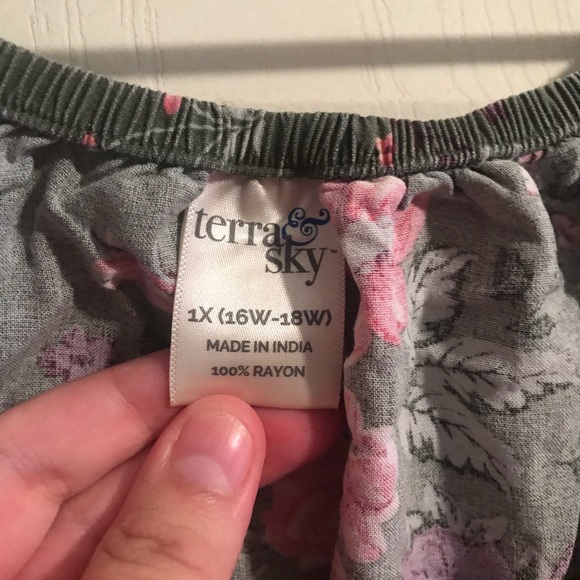 terra&
sky™
1X (16W-18W)
MADE IN INDIA
100% RAYON